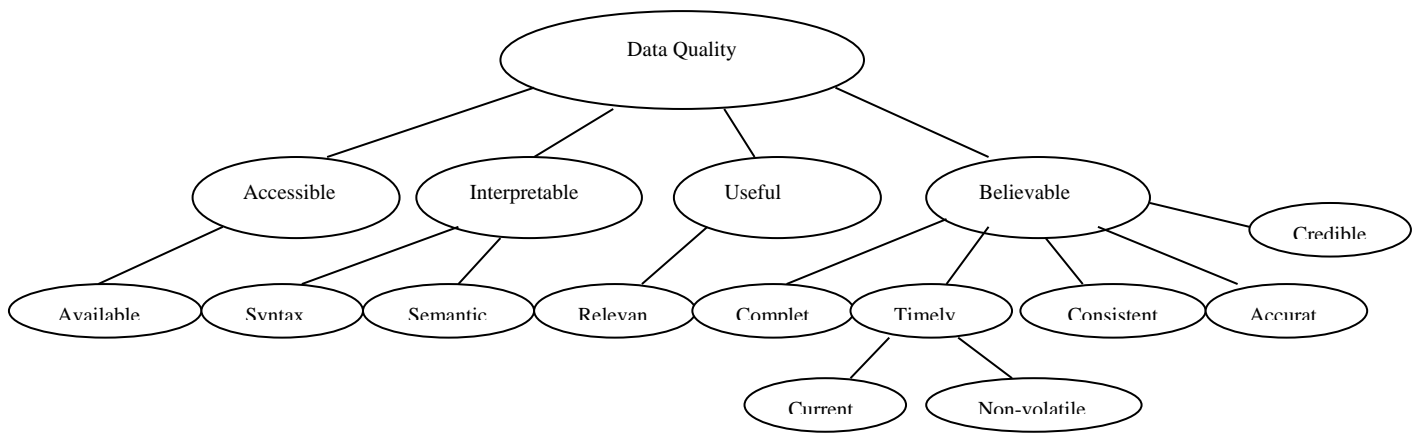 Data Quality
Accessible
Interpretable
Useful
Believable
Credible
Available
Syntax
Semantic
Relevan
Complet
Timely
Consistent
Accurat
Current
Non-volatile